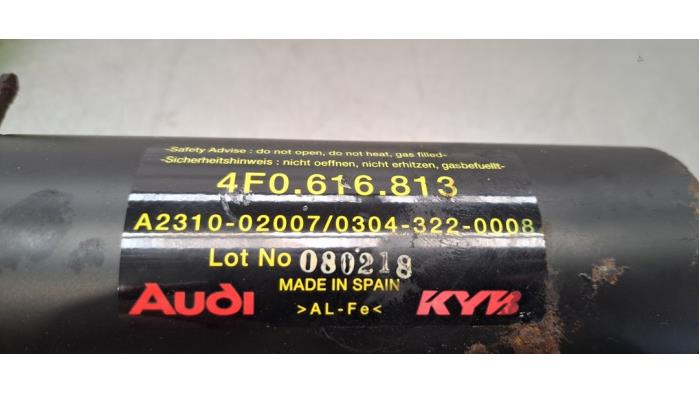 -Safety Advise : do not open, do not heat, gas filled-
-Sicherheitshinweis : nicht oeffnen, nicht erhitzen, gasbefuellt-
4F0.616.813
A2310-02007/0304-322-0008
Lot No 080218
MADE IN SPAIN
Audi >AL-Fe< KYB